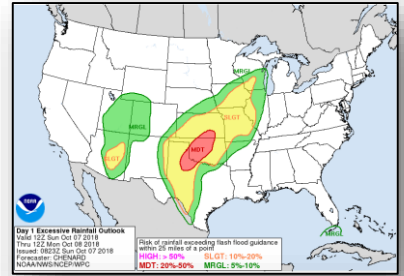 MRGL
SLGT
MRGL
MDT
SLGT
MRGL
NOAA
Day 1 Excessive Rainfall Outlook
Valid 12Z Sun Oct 07 2018
Thru 12Z Mon Oct 08 2018
Issued: 0823Z Sun Oct 07 2018
Forecaster: CHENARD
NOAA/NWS/NCEP/WPC
Risk of rainfall exceeding flash flood guidance
within 25 miles of a point
HIGH: > 50% SLGT: 10%-20%
MDT: 20%-50% MRGL: 5%-10%